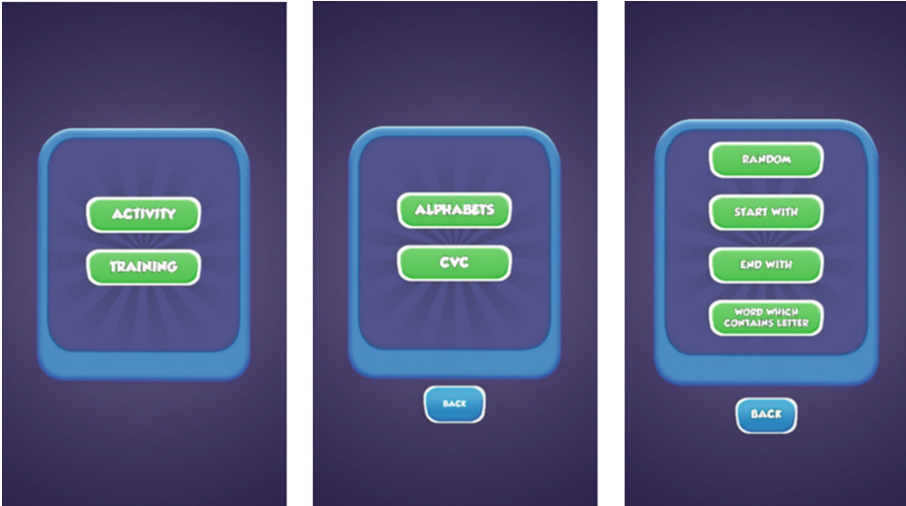 ACTIVITY
TRAINING
ALPHABETS
CVC
BACK
RANDOM
START WITH
END WITH
WORD WHICH
CONTAINS LETTER
BACK